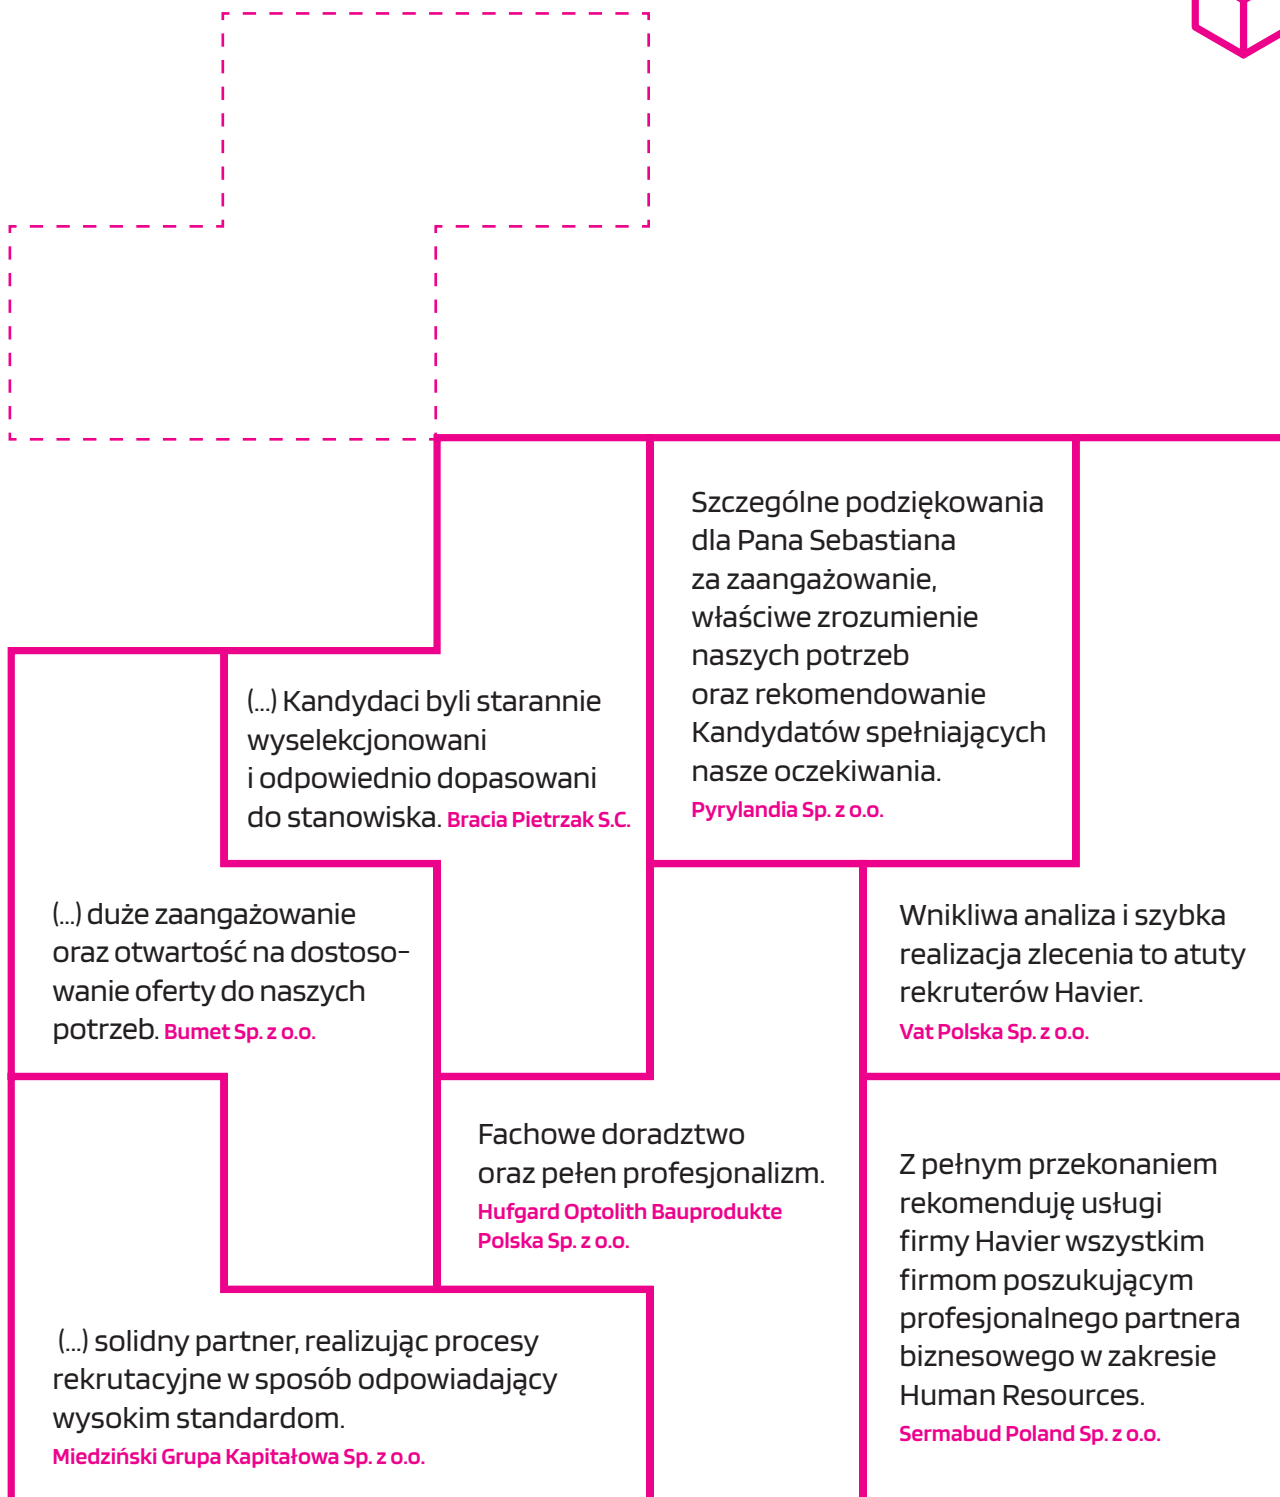 Szczególne podziękowania
dla Pana Sebastiana
za zaangażowanie,
właściwe zrozumienie
naszych potrzeb
oraz rekomendowanie
Kandydatów spełniających
nasze oczekiwania.
Pyrylandia Sp. z o.o.
(...) Kandydaci byli starannie
wyselekcjonowani
i odpowiednio dopasowani
do stanowiska. Bracia Pietrzak S.C.
(...) duże zaangażowanie
oraz otwartość na dostoso-
wanie oferty do naszych
potrzeb. Bumet Sp. z o.o.
Wnikliwa analiza i szybka
realizacja zlecenia to atuty
rekruterów Havier.
Vat Polska Sp. z o.o.
Fachowe doradztwo
oraz pełen profesjonalizm.
Hufgard Optolith Bauprodukte
Polska Sp. z o.o.
Z pełnym przekonaniem
rekomenduję usługi
firmy Havier wszystkim
firmom poszukującym
profesjonalnego partnera
biznesowego w zakresie
Human Resources.
Sermabud Poland Sp. z o.o.
(...) solidny partner, realizując procesy
rekrutacyjne w sposób odpowiadający
wysokim standardom.
Miedziński Grupa Kapitałowa Sp. z o.o.